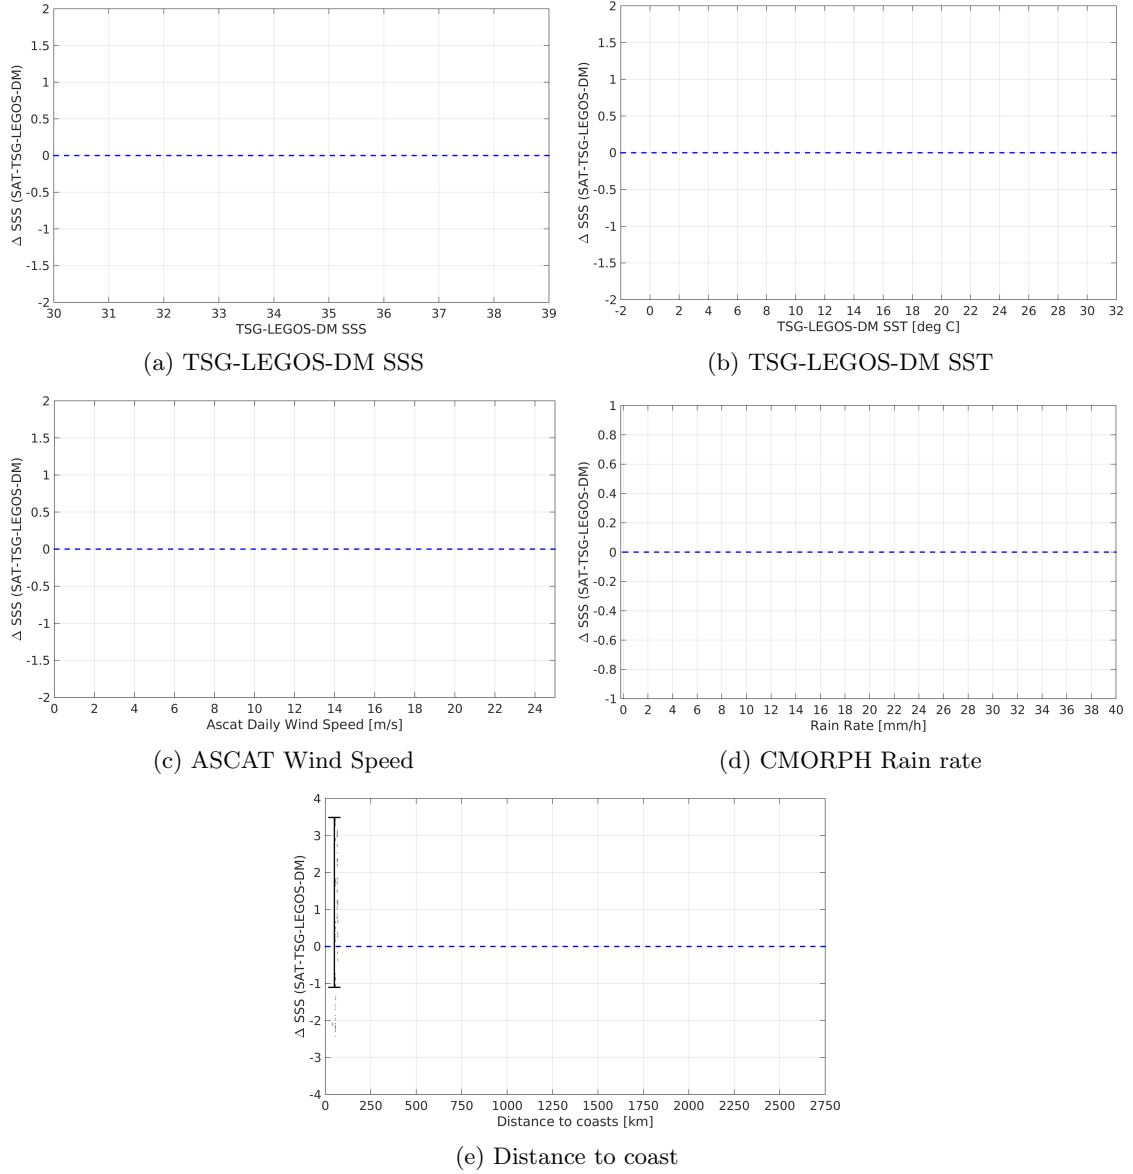 2
1.5
1
0.5
0
-0.5
-1
-1.5
-2
30 31 32 33 34 35 36 37 38 39
TSG-LEGOS-DM SSS
Δ SSS (SAT-TSG-LEGOS-DM)
(a) TSG-LEGOS-DM SSS
2
1.5
1
0.5
0
-0.5
-1
-1.5
-2
-2 0 2 4 6 8 10 12 14 16 18 20 22 24 26 28 30 32
TSG-LEGOS-DM SST [deg C]
Δ SSS (SAT-TSG-LEGOS-DM)
(b) TSG-LEGOS-DM SST
2
1.5
1
0.5
0
-0.5
-1
-1.5
-2
0 2 4 6 8 10 12 14 16 18 20 22 24
Ascat Daily Wind Speed [m/s]
Δ SSS (SAT-TSG-LEGOS-DM)
(c) ASCAT Wind Speed
1
0.8
0.6
0.4
0.2
0
-0.2
-0.4
-0.6
-0.8
-1
0 2 4 6 8 10 12 14 16 18 20 22 24 26 28 30 32 34 36 38 40
Rain Rate [mm/h]
Δ SSS (SAT-TSG-LEGOS-DM)
(d) CMORPH Rain rate
4
3
2
1
0
-1
-2
-3
-4
0 250 500 750 1000 1250 1500 1750 2000 2250 2500 2750
Distance to coasts [km]
Δ SSS (SAT-TSG-LEGOS-DM)
(e) Distance to coast